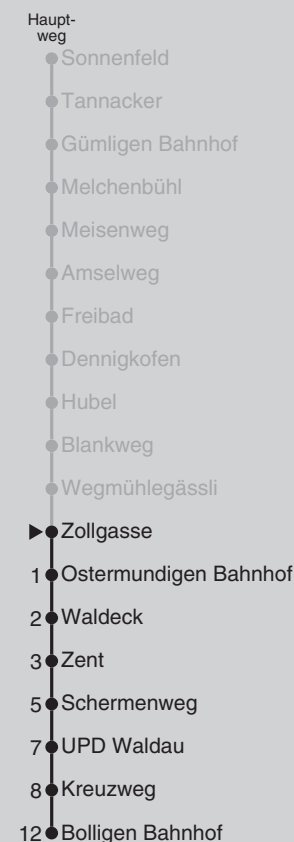 Haupt-
weg
Sonnenfeld
Tannacker
Gümligen Bahnhof
Melchenbühl
Meisenweg
Amselweg
Freibad
Dennigkofen
Hubel
Blankweg
Wegmühlegässli
Zollgasse
1 Ostermundigen Bahnhof
2 Waldeck
3 Zent
5 Schermenweg
7 UPD Waldau
8 Kreuzweg
12 Bolligen Bahnhof